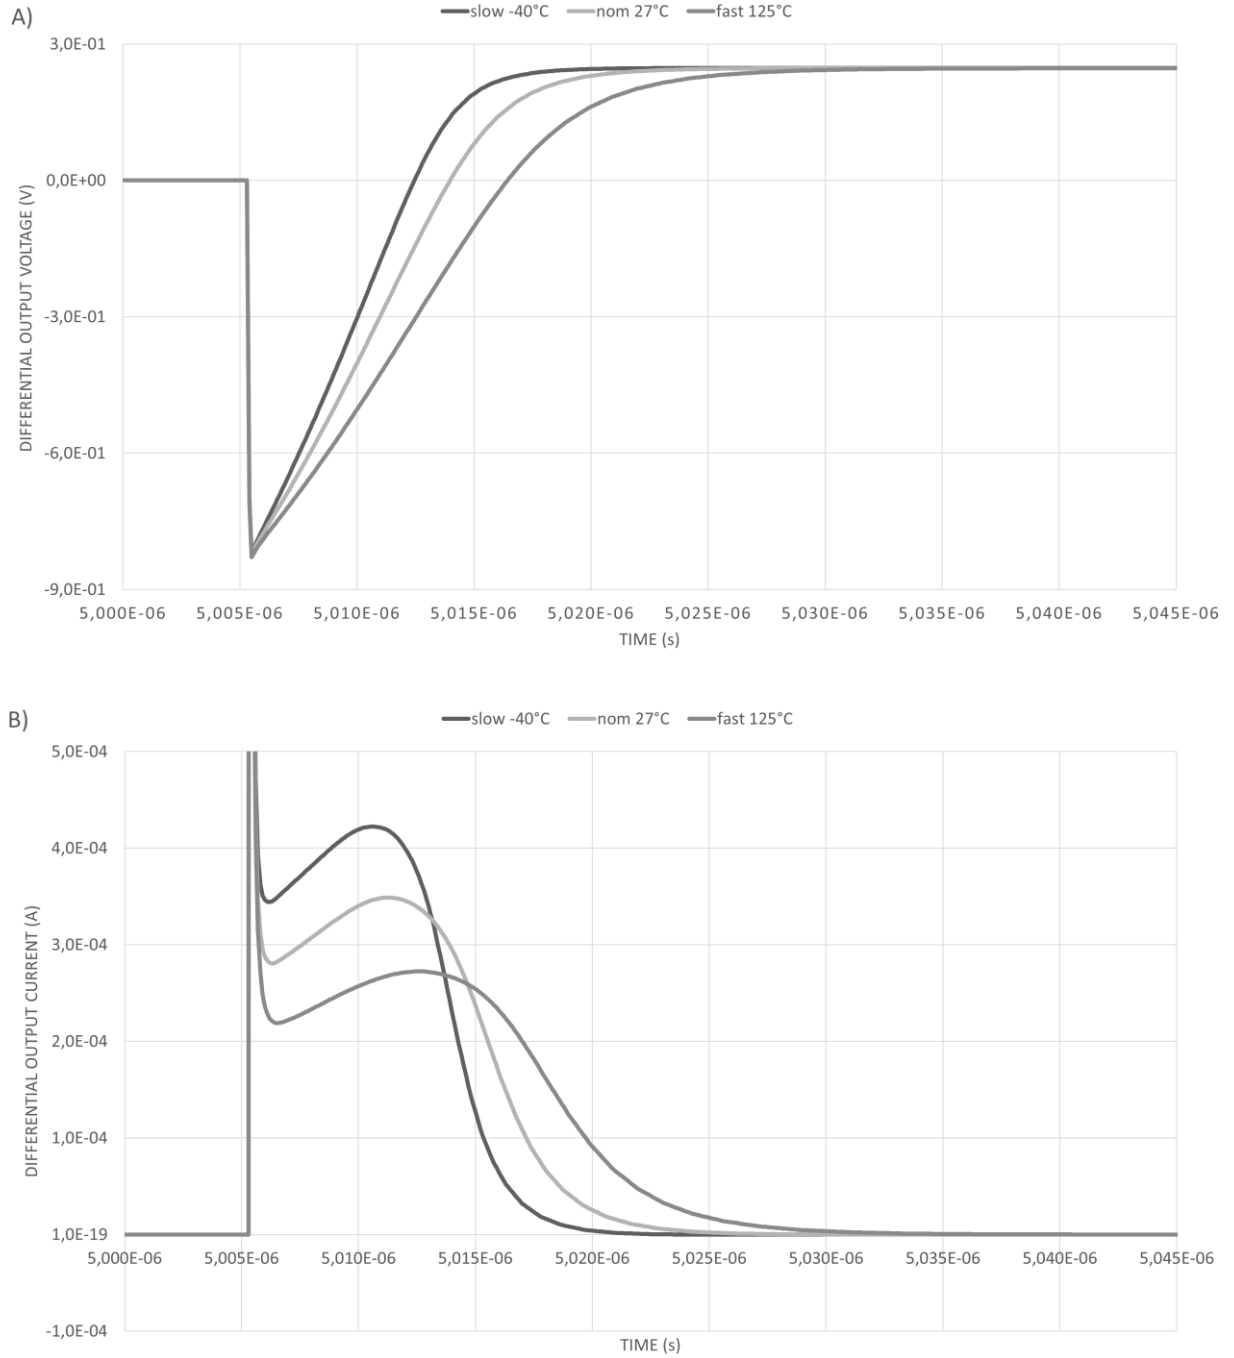 A)
slow -40°C nom 27°C fast 125°C
3,0E-01
0,0E+00
-3,0E-01
-6,0E-01
-9,0E-01
DIFFERENTIAL OUTPUT VOLTAGE (V)
5,000E-06 5,005E-06 5,010E-06 5,015E-06 5,020E-06 5,025E-06 5,030E-06 5,035E-06 5,040E-06 5,045E-06
TIME (s)
B)
slow -40°C nom 27°C fast 125°C
5,0E-04
4,0E-04
3,0E-04
2,0E-04
1,0E-04
1,0E-19
-1,0E-04
DIFFERENTIAL OUTPUT CURRENT (A)
5,000E-06 5,005E-06 5,010E-06 5,015E-06 5,020E-06 5,025E-06 5,030E-06 5,035E-06 5,040E-06 5,045E-06
TIME (s)